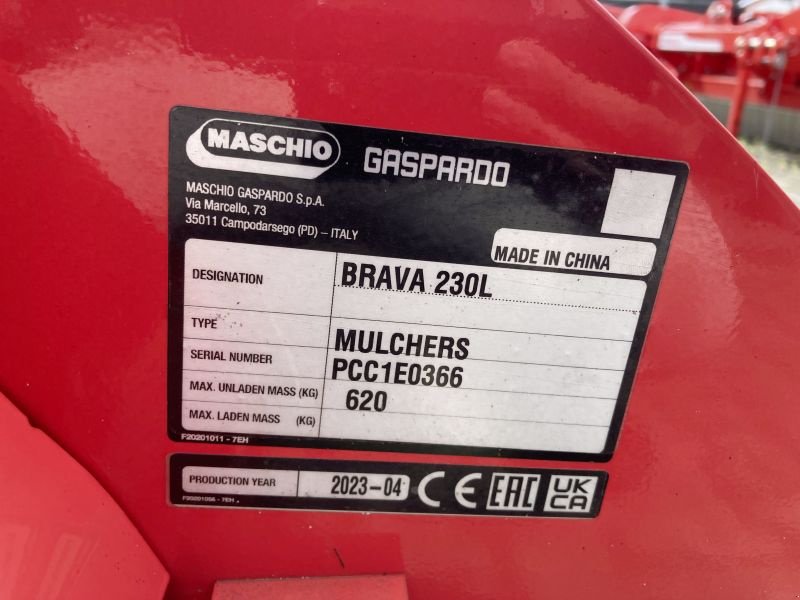 MASCHIO GASPARDO
MASCHIO GASPARDO S.p.A.
Via Marcello, 73
35011 Campodarsego (PD) – ITALY
MADE IN CHINA
DESIGNATION BRAVA 230L
TYPE MULCHERS
SERIAL NUMBER PCC1E0366
MAX. UNLADEN MASS (KG) 620
MAX. LADEN MASS (KG)
F20201011 - 7EH
PRODUCTION YEAR 2023-04 CE EAC UK CA
F20201056 - 7EH